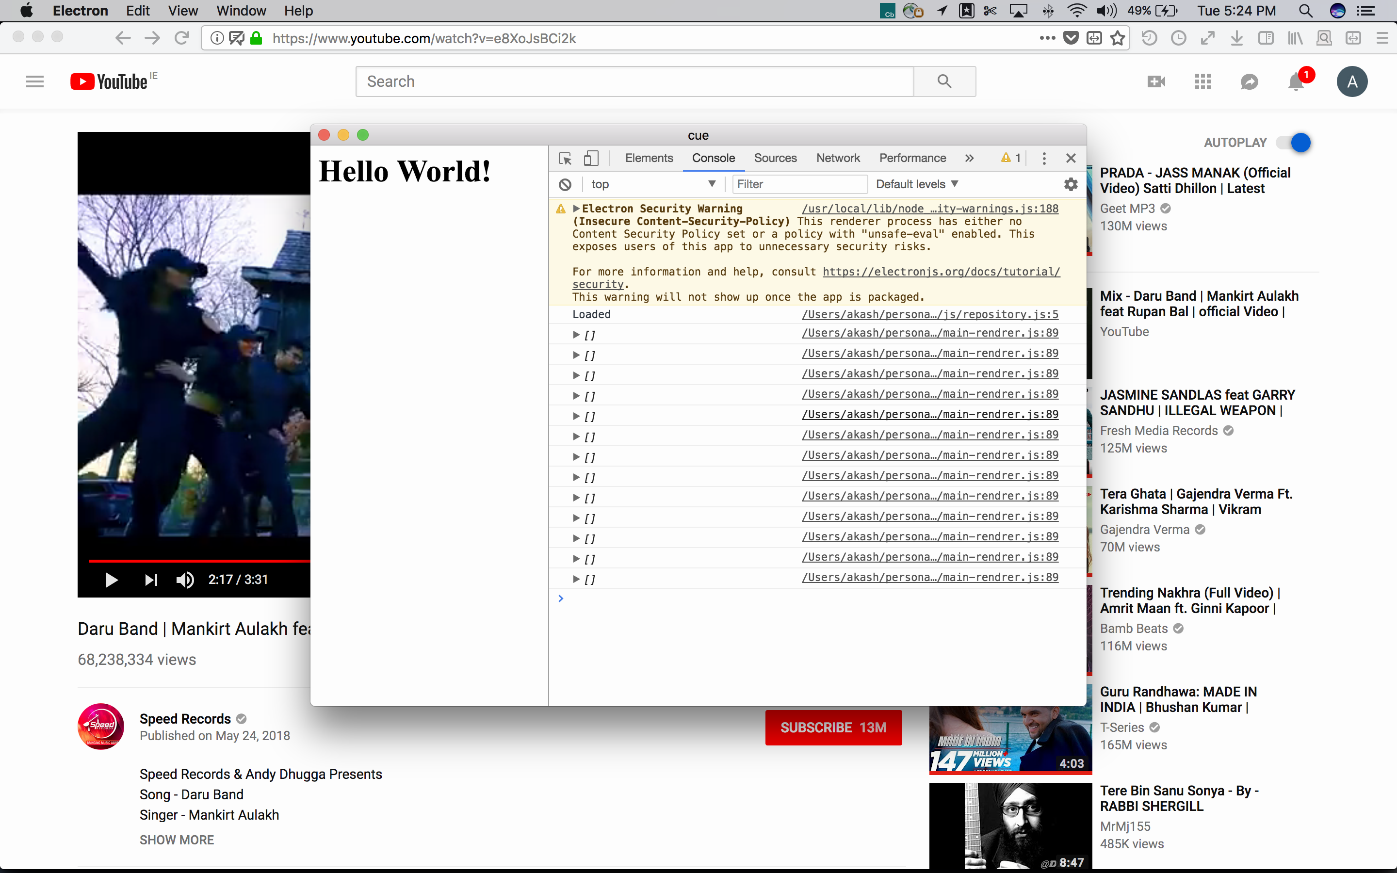 Electron Edit View Window Help
49% Tue 5:24 PM
https://www.youtube.com/watch?v=e8XoJsBCi2k
YouTube IE
Search
1
A
AUTOPLAY
cue
Hello World!
Elements Console Sources Network Performance » 1
top Filter Default levels
Electron Security Warning /usr/local/lib/node …ity-warnings.js:188
(Insecure Content-Security-Policy) This renderer process has either no
Content Security Policy set or a policy with "unsafe-eval" enabled. This
exposes users of this app to unnecessary security risks.
For more information and help, consult https://electronjs.org/docs/tutorial/
security.
This warning will not show up once the app is packaged.
Loaded /Users/akash/persona…/js/repository.js:5
[] /Users/akash/persona…/main-rendrer.js:89
[] /Users/akash/persona…/main-rendrer.js:89
[] /Users/akash/persona…/main-rendrer.js:89
[] /Users/akash/persona…/main-rendrer.js:89
[] /Users/akash/persona…/main-rendrer.js:89
[] /Users/akash/persona…/main-rendrer.js:89
[] /Users/akash/persona…/main-rendrer.js:89
[] /Users/akash/persona…/main-rendrer.js:89
[] /Users/akash/persona…/main-rendrer.js:89
[] /Users/akash/persona…/main-rendrer.js:89
[] /Users/akash/persona…/main-rendrer.js:89
[] /Users/akash/persona…/main-rendrer.js:89
[] /Users/akash/persona…/main-rendrer.js:89
2:17 / 3:31
Daru Band | Mankirt Aulakh fea
68,238,334 views
Speed Records
Published on May 24, 2018
SUBSCRIBE 13M
Speed Records & Andy Dhugga Presents
Song - Daru Band
Singer - Mankirt Aulakh
SHOW MORE
PRADA - JASS MANAK (Official
Video) Satti Dhillon | Latest
Geet MP3
130M views
Mix - Daru Band | Mankirt Aulakh
feat Rupan Bal | official Video |
YouTube
JASMINE SANDLAS feat GARRY
SANDHU | ILLEGAL WEAPON |
Fresh Media Records
125M views
Tera Ghata | Gajendra Verma Ft.
Karishma Sharma | Vikram
Gajendra Verma
70M views
Trending Nakhra (Full Video) |
Amrit Maan ft. Ginni Kapoor |
Bamb Beats
116M views
Guru Randhawa: MADE IN
INDIA | Bhushan Kumar |
T-Series
165M views
MADE IN INDIA
147 MILLION VIEWS
4:03
Tere Bin Sanu Sonya - By -
RABBI SHERGILL
MrMj155
485K views
8:47